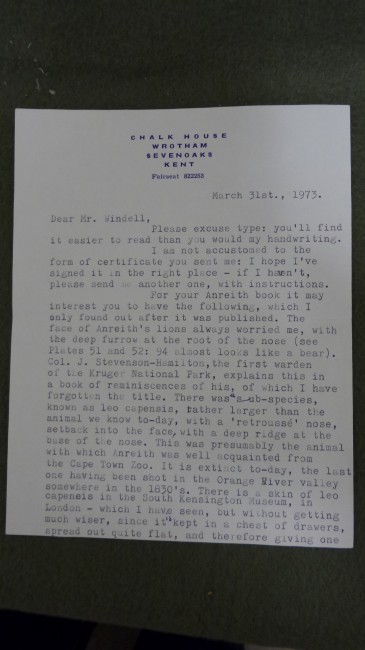 CHALK HOUSE
WROTHAM
SEVENOAKS
KENT
Fairseat 822253
March 31st., 1973.
Dear Mr. Windell,
Please excuse type: you'll find
it easier to read than you would my handwriting.
I am not accustomed to the
form of certificate you sent me: I hope I've
signed it in the right place - if I haven't,
please send me another one, with instructions.
For your Anreith book it may
interest you to have the following, which I
only found out after it was published. The
face of Anreith's lions always worried me, with
the deep furrow at the root of the nose (see
Plates 51 and 52: 94 almost looks like a bear).
Col. J. Stevenson-Hamilton, the first warden
of the Kruger National Park, explains this in
a book of reminiscences of his, of which I have
forgotten the title. There was a sub-species,
known as leo capensis, rather larger than the
animal we know to-day, with a 'retroussé' nose,
setback into the face, with a deep ridge at the
base of the nose. This was presumably the animal
with which Anreith was well acquainted from
the Cape Town Zoo. It is extinct to-day, the last
one having been shot in the Orange River valley
somewhere in the 1830's. There is a skin of leo
capensis in the South Kensington Museum, in
London - which I have seen, but without getting
much wiser, since it is kept in a chest of drawers,
spread out quite flat, and therefore giving one